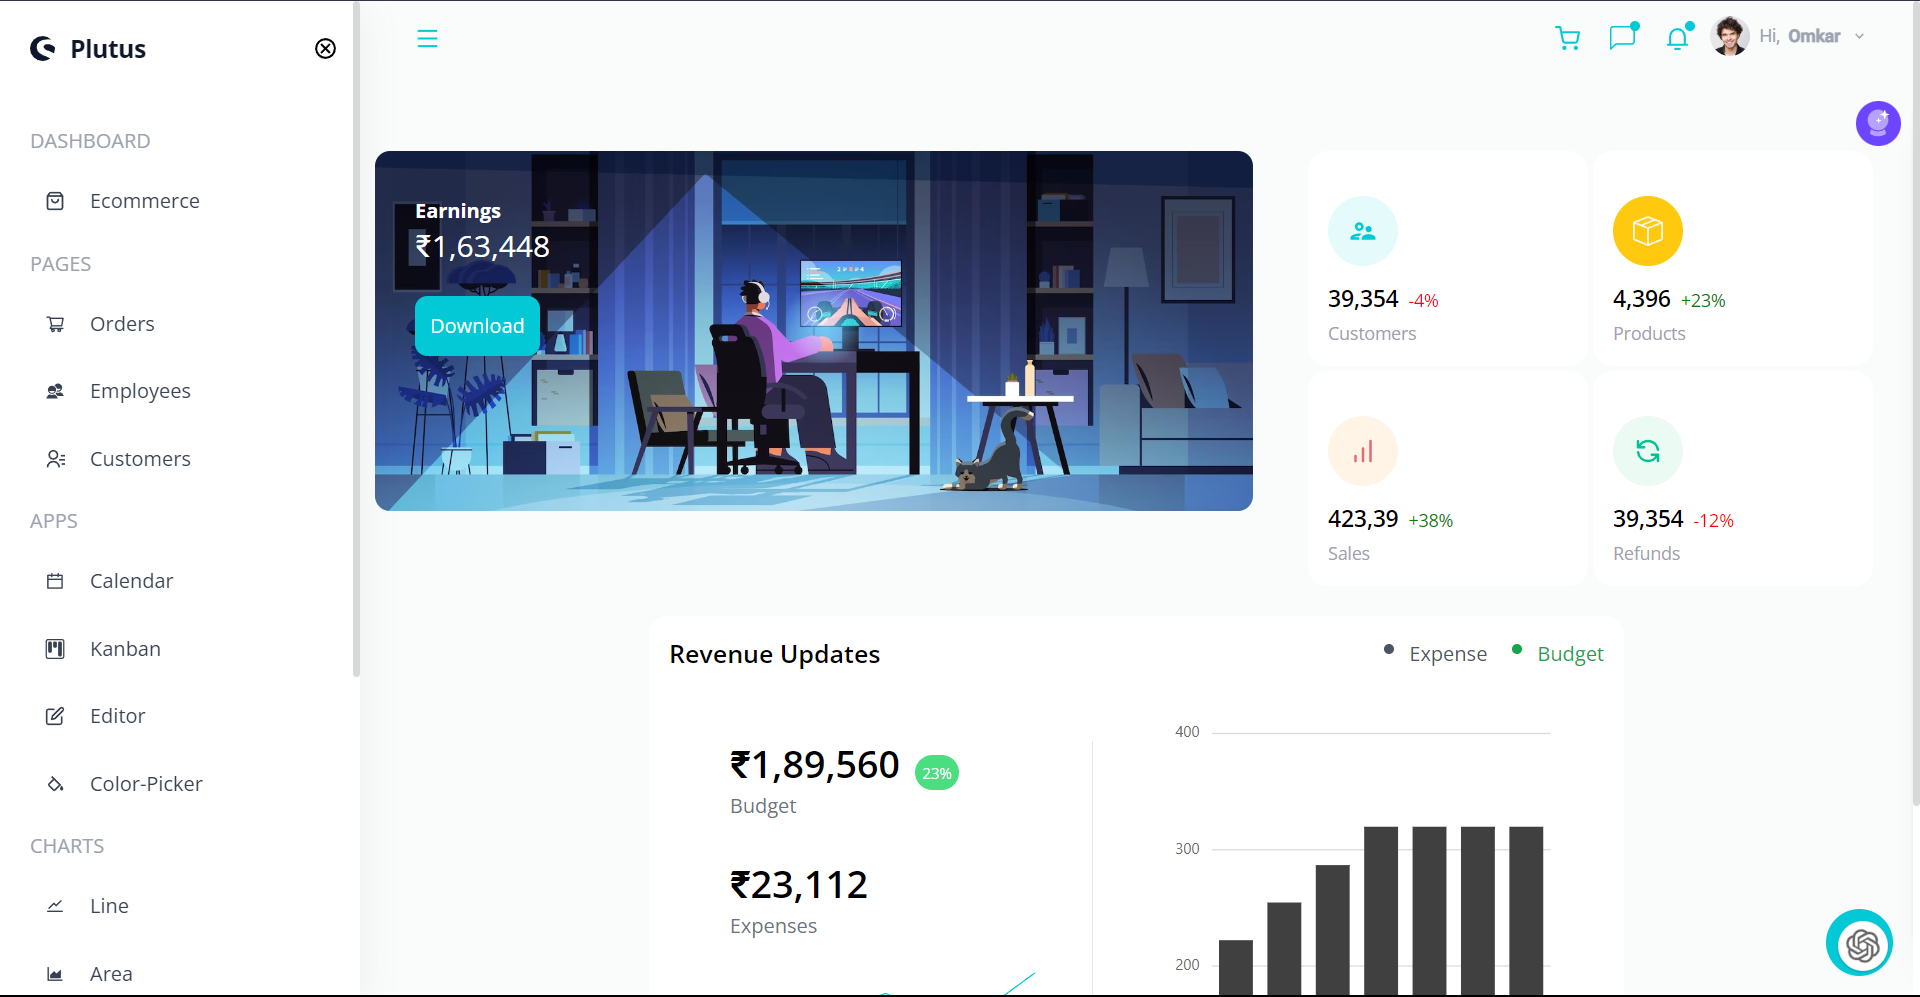 Plutus
DASHBOARD
Ecommerce
PAGES
Orders
Employees
Customers
APPS
Calendar
Kanban
Editor
Color-Picker
CHARTS
Line
Area
Hi, Omkar
Earnings
₹1,63,448
Download
39,354 -4%
Customers
4,396 +23%
Products
423,39 +38%
Sales
39,354 -12%
Refunds
Revenue Updates
Expense
Budget
₹1,89,560 23%
Budget
₹23,112
Expenses
400
300
200